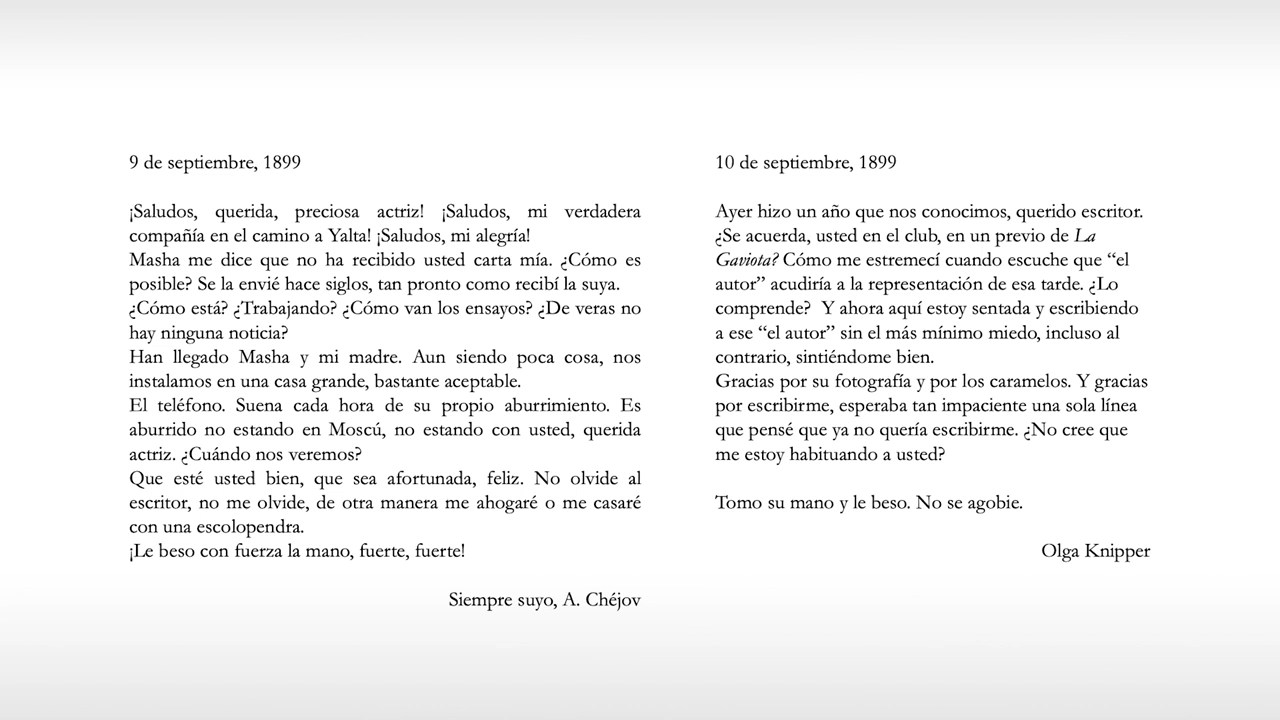 9 de septiembre, 1899
¡Saludos, querida, preciosa actriz! ¡Saludos, mi verdadera
compañía en el camino a Yalta! ¡Saludos, mi alegría!
Masha me dice que no ha recibido usted carta mía. ¿Cómo es
posible? Se la envié hace siglos, tan pronto como recibí la suya.
¿Cómo está? ¿Trabajando? ¿Cómo van los ensayos? ¿De veras no
hay ninguna noticia?
Han llegado Masha y mi madre. Aun siendo poca cosa, nos
instalamos en una casa grande, bastante aceptable.
El teléfono. Suena cada hora de su propio aburrimiento. Es
aburrido no estando en Moscú, no estando con usted, querida
actriz. ¿Cuándo nos veremos?
Que esté usted bien, que sea afortunada, feliz. No olvide al
escritor, no me olvide, de otra manera me ahogaré o me casaré
con una escolopendra.
¡Le beso con fuerza la mano, fuerte, fuerte!
Siempre suyo, A. Chéjov
10 de septiembre, 1899
Ayer hizo un año que nos conocimos, querido escritor.
¿Se acuerda, usted en el club, en un previo de La
Gaviota? Cómo me estremecí cuando escuche que “el
autor” acudiría a la representación de esa tarde. ¿Lo
comprende? Y ahora aquí estoy sentada y escribiendo
a ese “el autor” sin el más mínimo miedo, incluso al
contrario, sintiéndome bien.
Gracias por su fotografía y por los caramelos. Y gracias
por escribirme, esperaba tan impaciente una sola línea
que pensé que ya no quería escribirme. ¿No cree que
me estoy habituando a usted?
Tomo su mano y le beso. No se agobie.
Olga Knipper